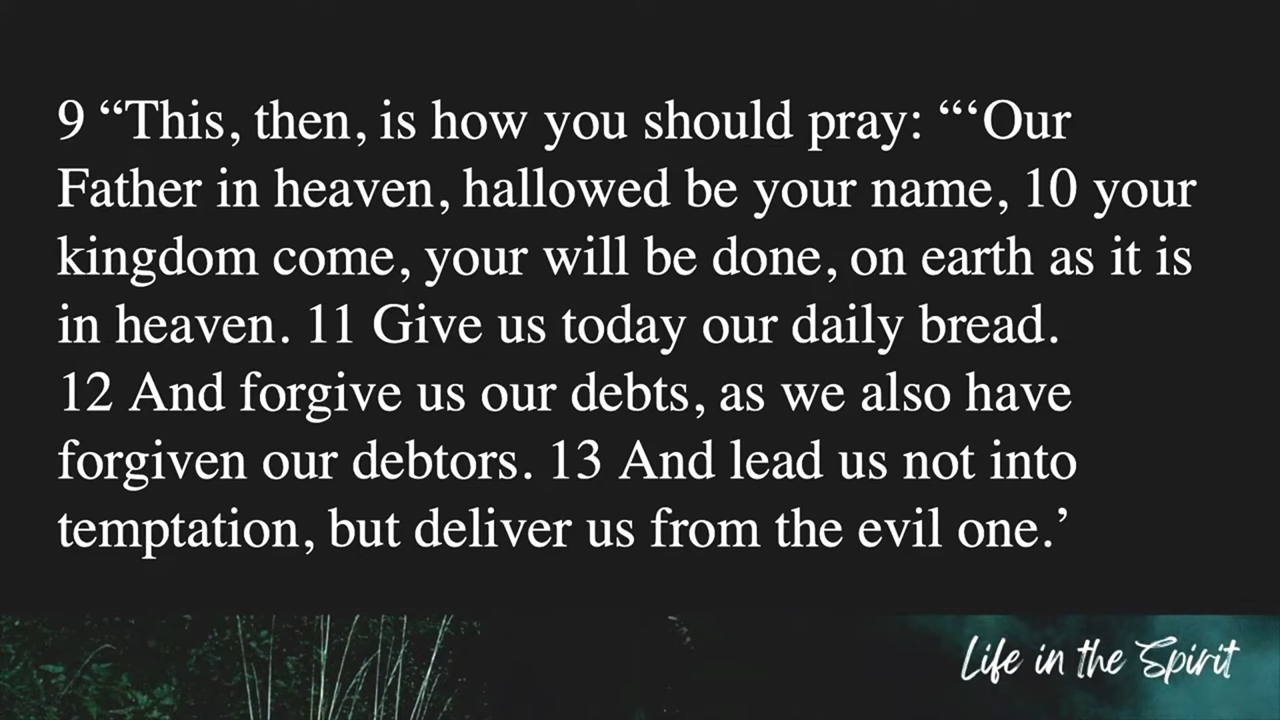 9 “This, then, is how you should pray: “‘Our
Father in heaven, hallowed be your name, 10 your
kingdom come, your will be done, on earth as it is
in heaven. 11 Give us today our daily bread.
12 And forgive us our debts, as we also have
forgiven our debtors. 13 And lead us not into
temptation, but deliver us from the evil one.’
Life in the Spirit